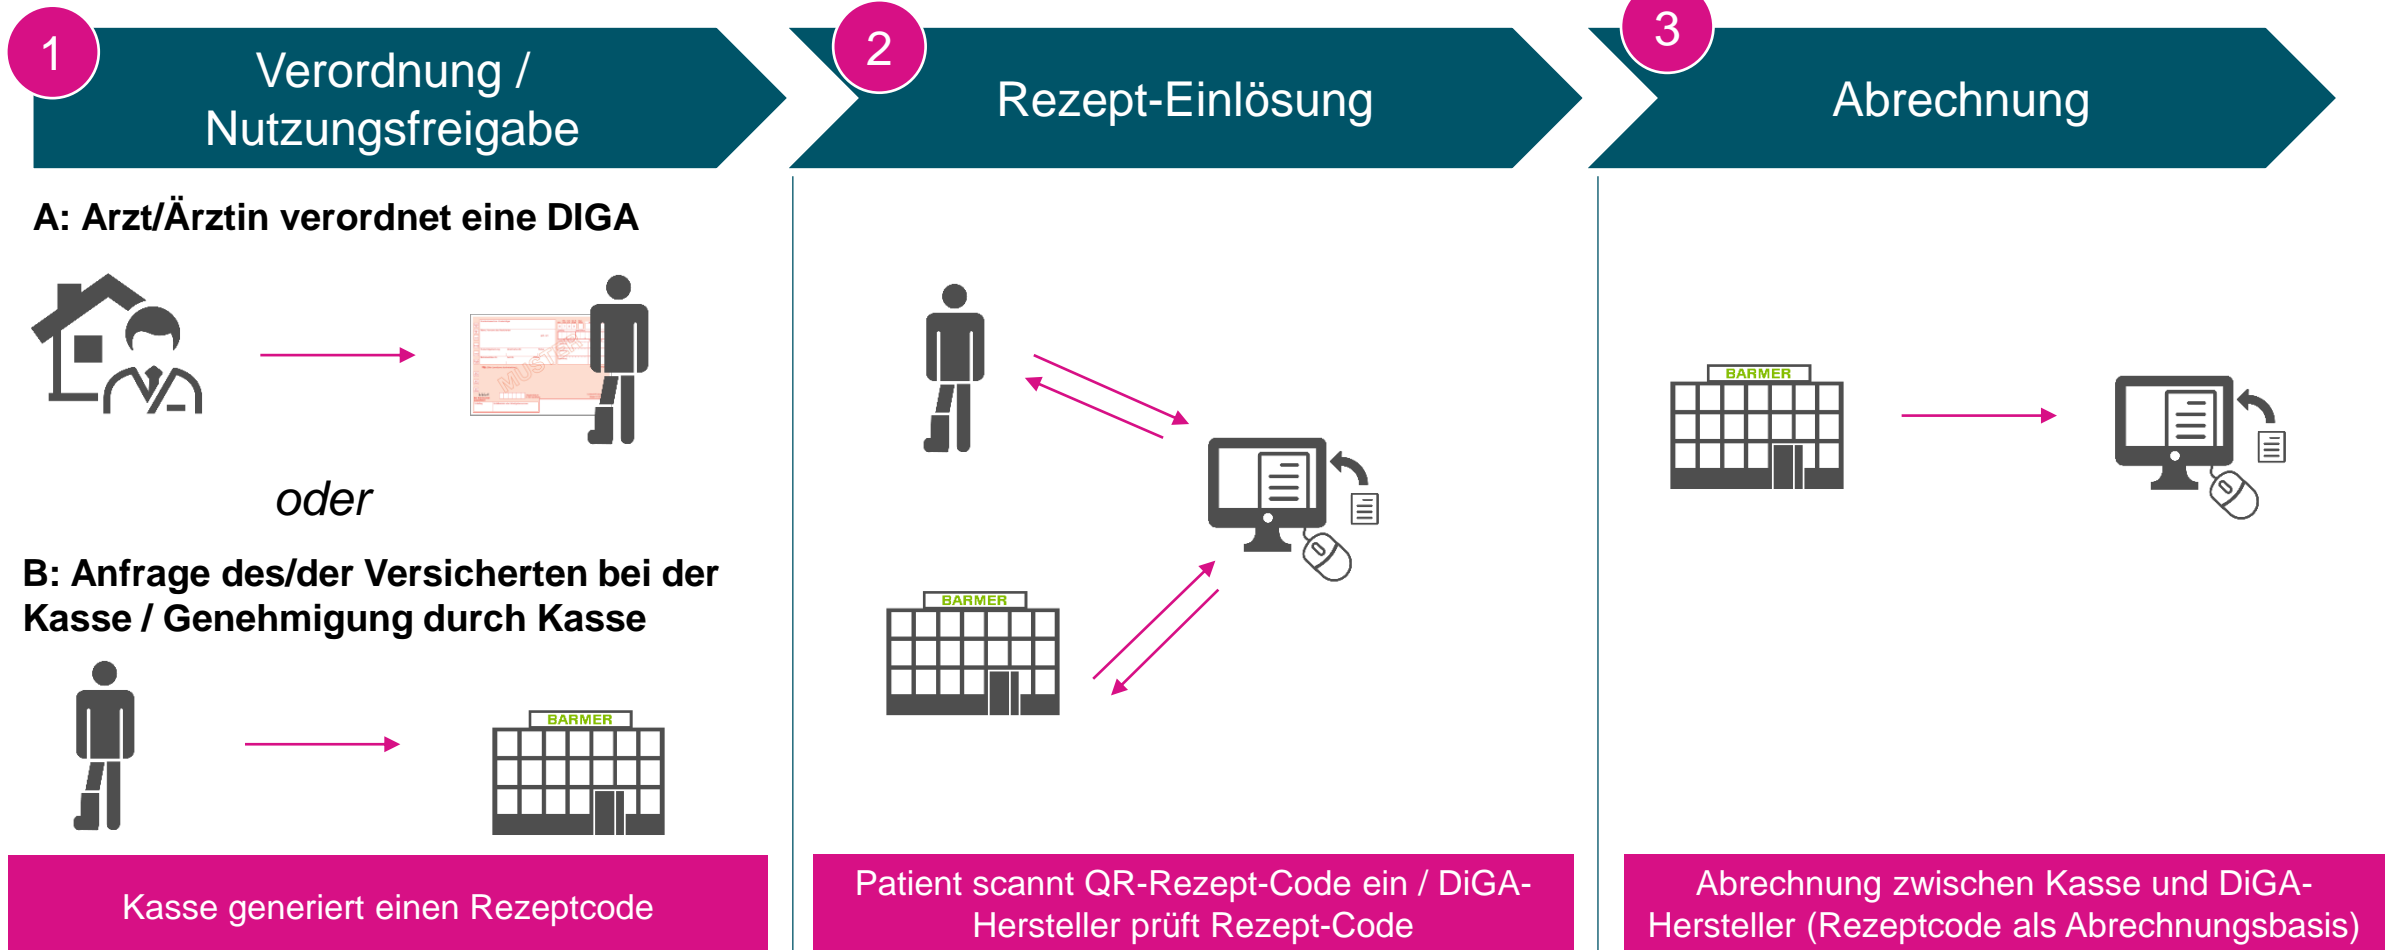 1
Verordnung /
Nutzungsfreigabe
A: Arzt/Ärztin verordnet eine DIGA
MUSTER
oder
B: Anfrage des/der Versicherten bei der
Kasse / Genehmigung durch Kasse
BARMER
Kasse generiert einen Rezeptcode
2
Rezept-Einlösung
BARMER
Patient scannt QR-Rezept-Code ein / DiGA-
Hersteller prüft Rezept-Code
3
Abrechnung
BARMER
Abrechnung zwischen Kasse und DiGA-
Hersteller (Rezeptcode als Abrechnungsbasis)